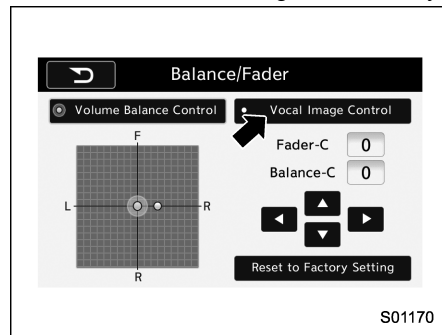 Balance/Fader
Volume Balance Control
Vocal Image Control
F
L
R
R
Fader-C 0
Balance-C 0
Reset to Factory Setting
S01170